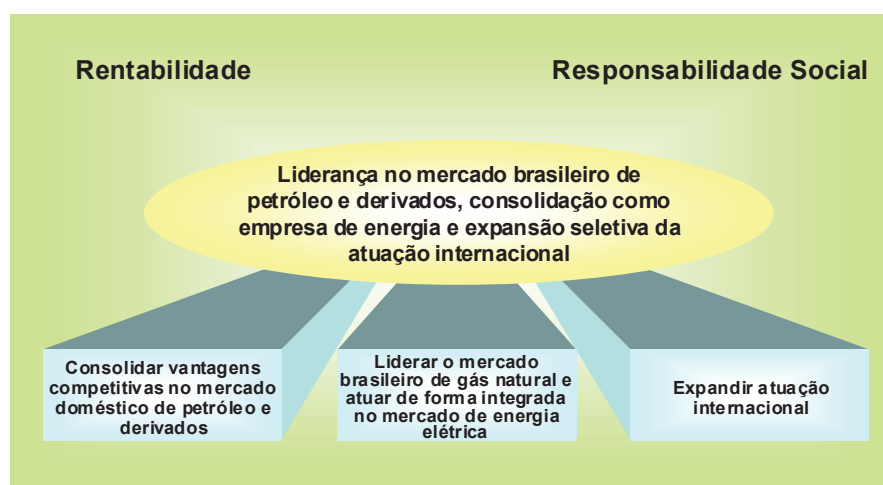 Rentabilidade
Responsabilidade Social
Liderança no mercado brasileiro de
petróleo e derivados, consolidação como
empresa de energia e expansão seletiva da
atuação internacional
Consolidar vantagens
competitivas no mercado
doméstico de petróleo e
derivados
Liderar o mercado
brasileiro de gás natural e
atuar de forma integrada
no mercado de energia
elétrica
Expandir atuação
internacional